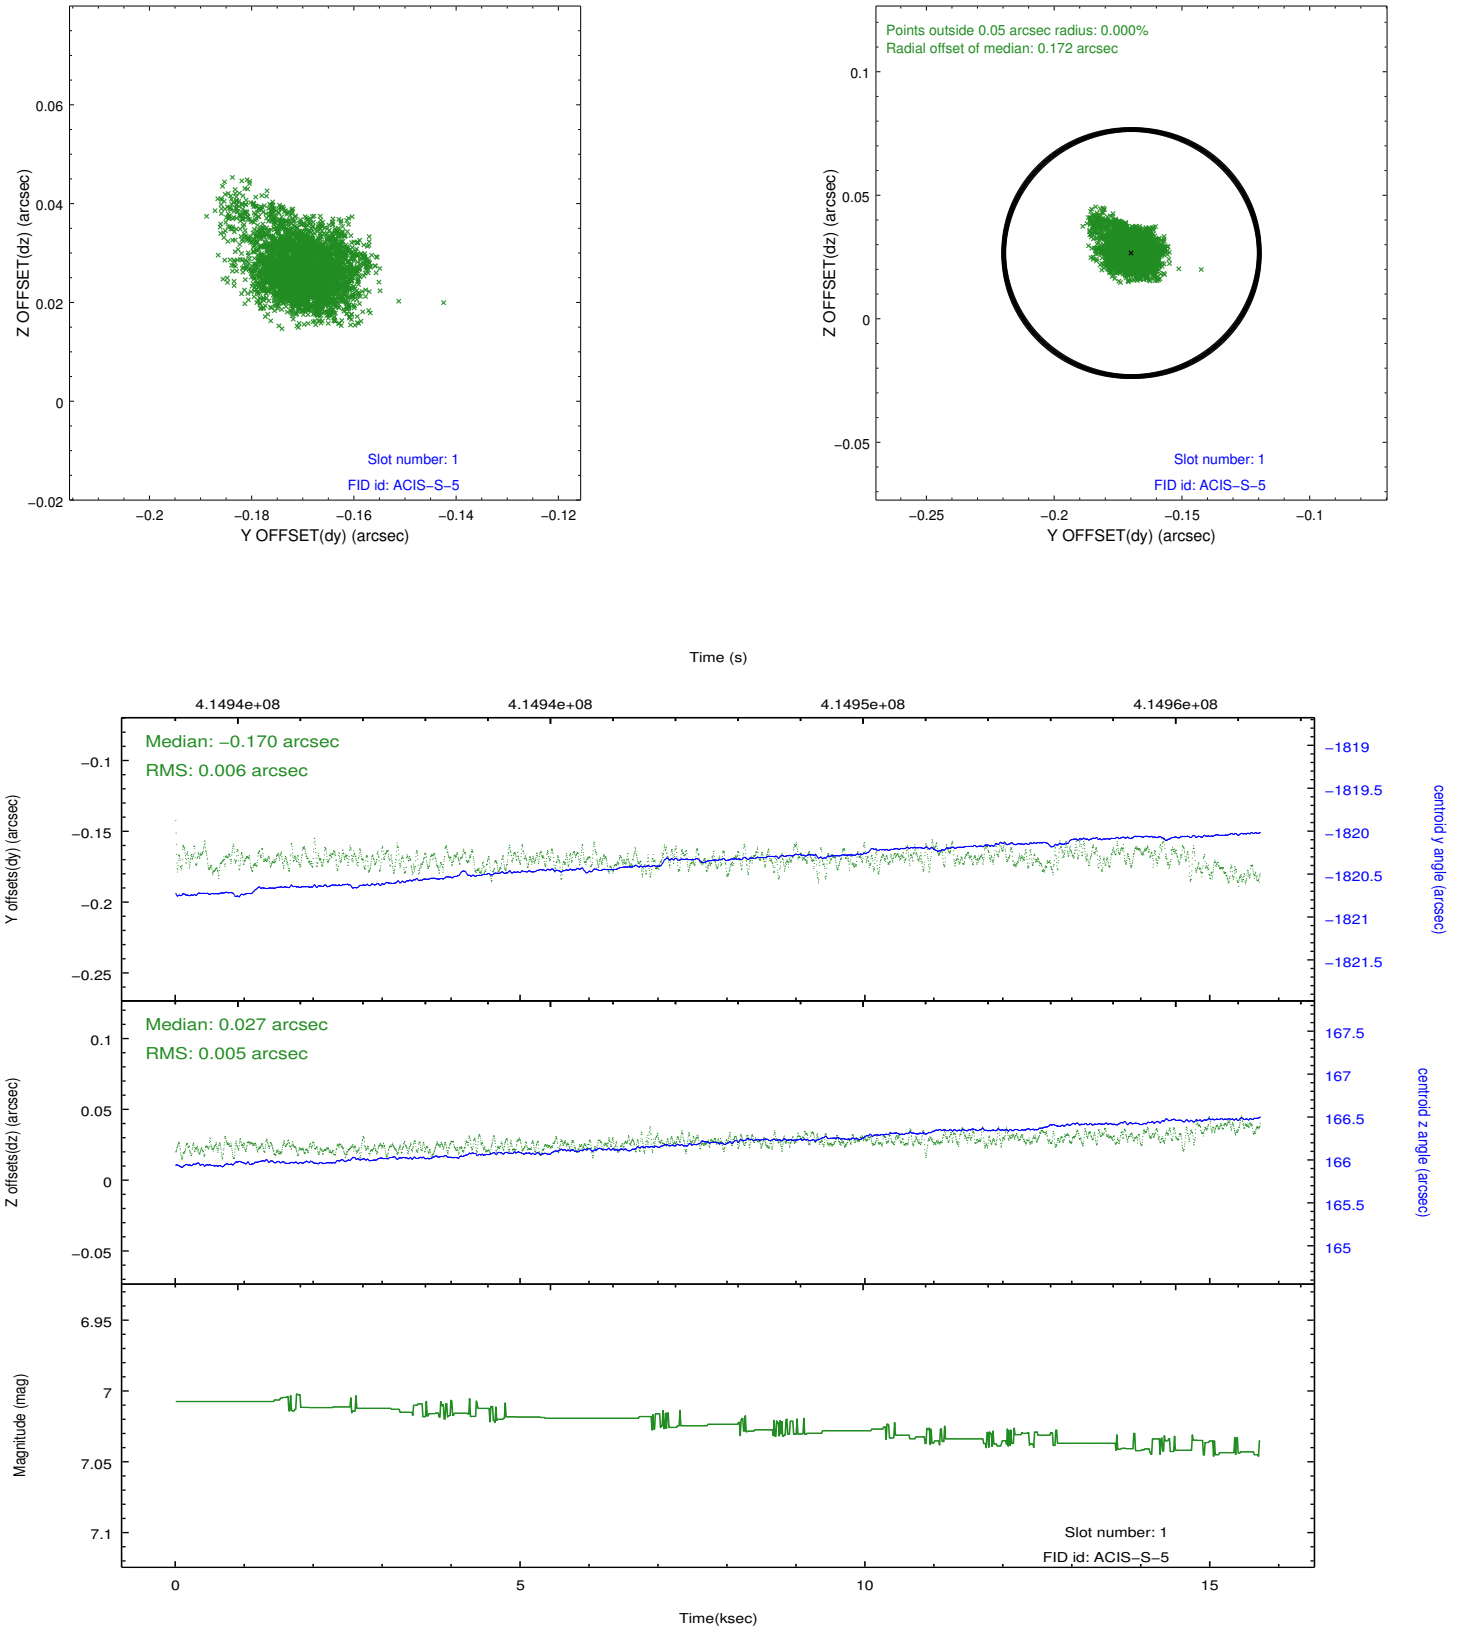 0.06
0.04
0.02
0
−0.02
Z OFFSET(dz) (arcsec)
Slot number: 1
FID id: ACIS−S−5
−0.2
−0.18
−0.16
−0.14
−0.12
Y OFFSET(dy) (arcsec)
Points outside 0.05 arcsec radius: 0.000%
Radial offset of median: 0.172 arcsec
0.1
0.05
0
−0.05
Z OFFSET(dz) (arcsec)
Slot number: 1
FID id: ACIS−S−5
−0.25
−0.2
−0.15
−0.1
Y OFFSET(dy) (arcsec)
Time (s)
4.1494e+08
4.1494e+08
4.1495e+08
4.1496e+08
Median: −0.170 arcsec
RMS: 0.006 arcsec
−0.1
−0.15
−0.2
−0.25
Y offsets(dy) (arcsec)
−1819
−1819.5
−1820
−1820.5
−1821
−1821.5
centroid y angle (arcsec)
Median: 0.027 arcsec
RMS: 0.005 arcsec
0.1
0.05
0
−0.05
Z offsets(dz) (arcsec)
167.5
167
166.5
166
165.5
165
centroid z angle (arcsec)
6.95
7
7.05
7.1
Magnitude (mag)
Slot number: 1
FID id: ACIS−S−5
0
5
10
15
Time(ksec)